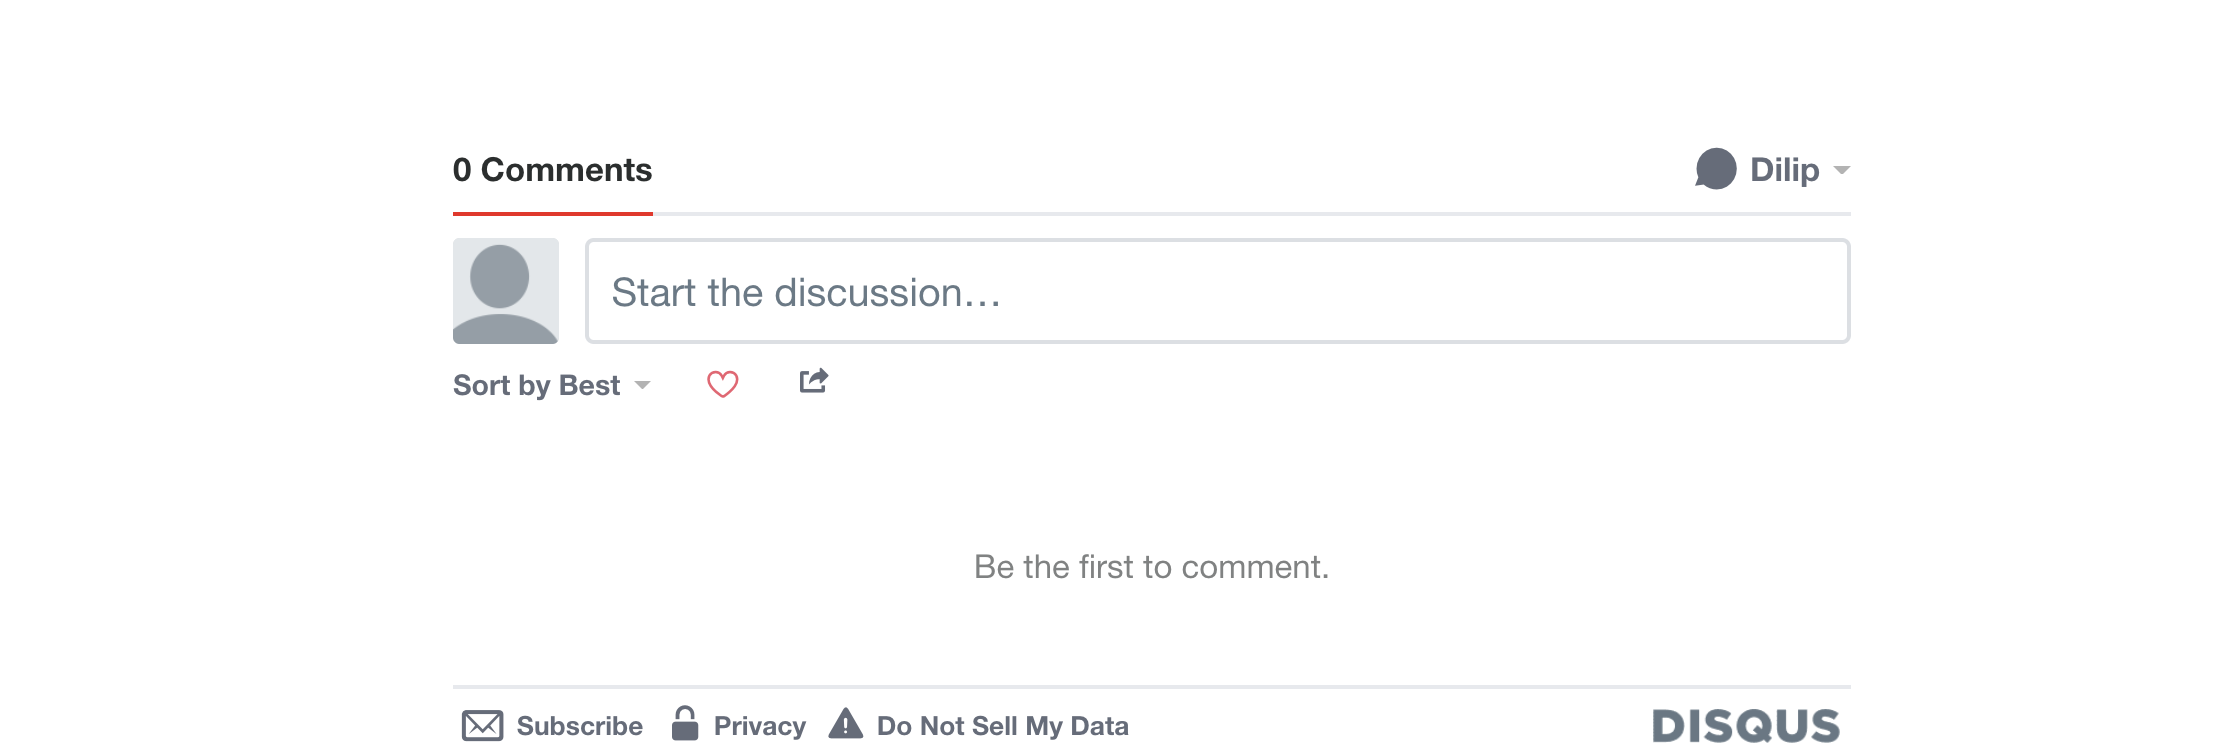 0 Comments
Dilip
Start the discussion…
Sort by Best
Be the first to comment.
Subscribe Privacy Do Not Sell My Data
DISQUS